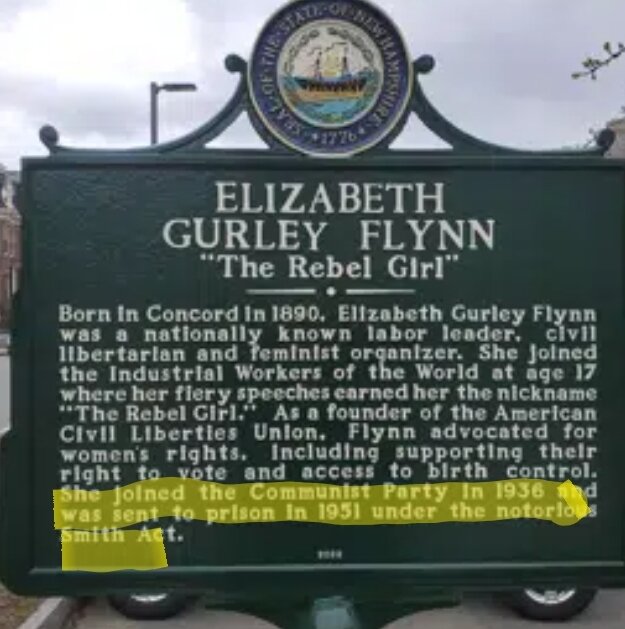 SEAL·OF·THE·STATE·OF·NEW HAMPSHIRE
1776
ELIZABETH
GURLEY FLYNN
"The Rebel Girl"
Born in Concord in 1890, Elizabeth Gurley Flynn
was a nationally known labor leader, civil
libertarian and feminist organizer. She joined
the Industrial Workers of the World at age 17
where her fiery speeches earned her the nickname
"The Rebel Girl." As a founder of the American
Civil Liberties Union, Flynn advocated for
women's rights, including supporting their
right to vote and access to birth control.
She joined the Communist Party in 1936 and
was sent to prison in 1951 under the notorious
Smith Act.